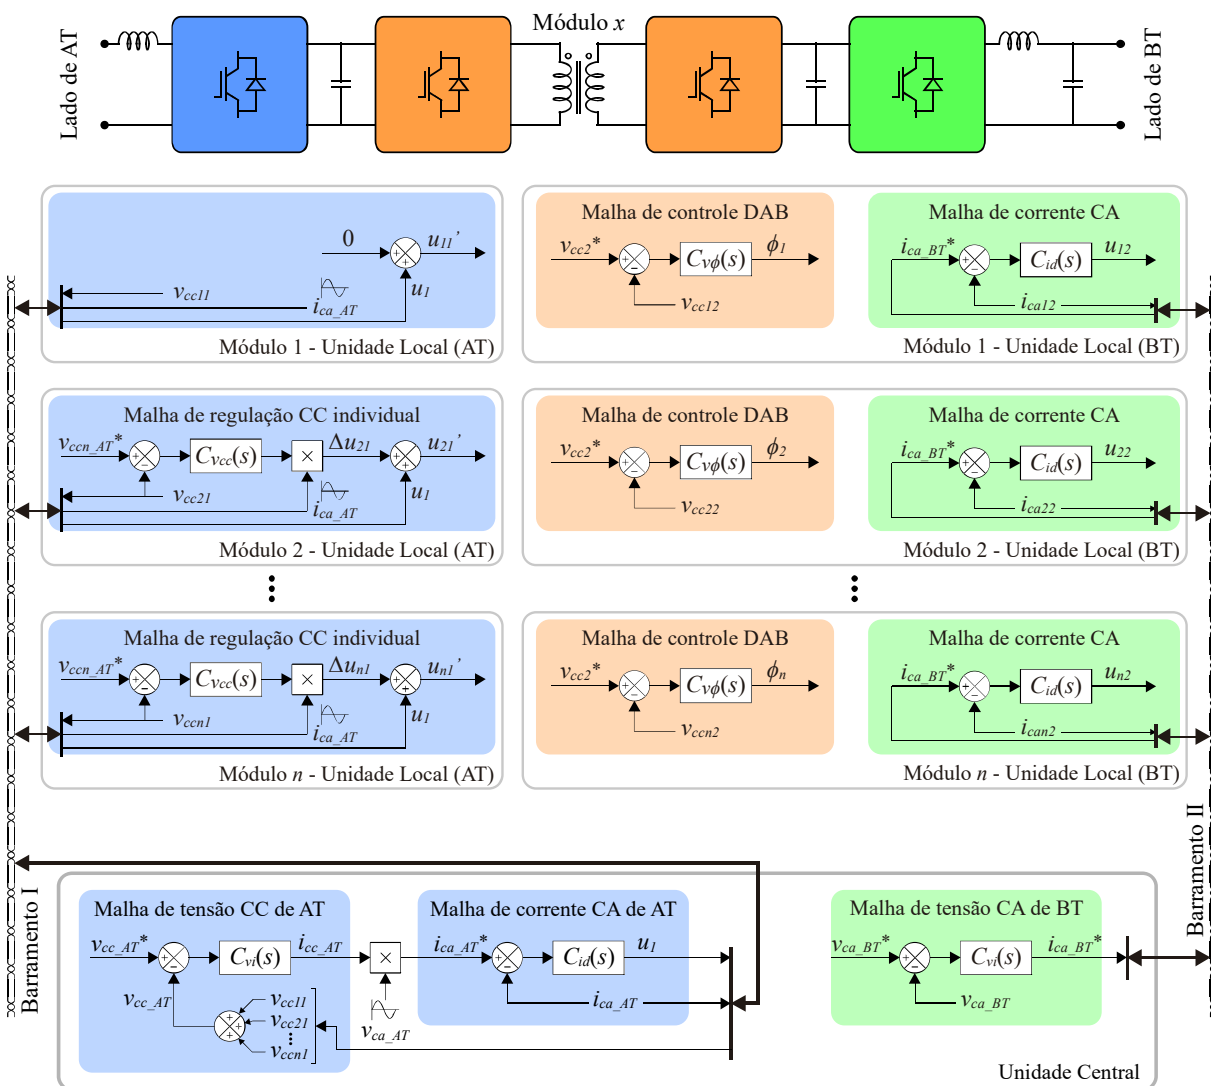 Módulo x
Lado de AT
Lado de BT
0
u11’
vcc11
ica_AT
u1
Módulo 1 - Unidade Local (AT)
Malha de controle DAB
vcc2*
Cvϕ(s)
ϕ1
vcc12
Malha de corrente CA
ica_BT*
Cid(s)
u12
ica12
Módulo 1 - Unidade Local (BT)
Malha de regulação CC individual
vccn_AT*
Cvcc(s)
×
Δu21
u21’
vcc21
ica_AT
u1
Módulo 2 - Unidade Local (AT)
Malha de controle DAB
vcc2*
Cvϕ(s)
ϕ2
vcc22
Malha de corrente CA
ica_BT*
Cid(s)
u22
ica22
Módulo 2 - Unidade Local (BT)
Malha de regulação CC individual
vccn_AT*
Cvcc(s)
×
Δun1
un1’
vccn1
ica_AT
u1
Módulo n - Unidade Local (AT)
Malha de controle DAB
vcc2*
Cvϕ(s)
ϕn
vccn2
Malha de corrente CA
ica_BT*
Cid(s)
un2
ican2
Módulo n - Unidade Local (BT)
Barramento I
Barramento II
Malha de tensão CC de AT
vcc_AT*
Cvi(s)
icc_AT
×
vcc_AT
vcc11
vcc21
vccn1
vca_AT
Malha de corrente CA de AT
ica_AT*
Cid(s)
u1
ica_AT
Malha de tensão CA de BT
vca_BT*
Cvi(s)
ica_BT*
vca_BT
Unidade Central